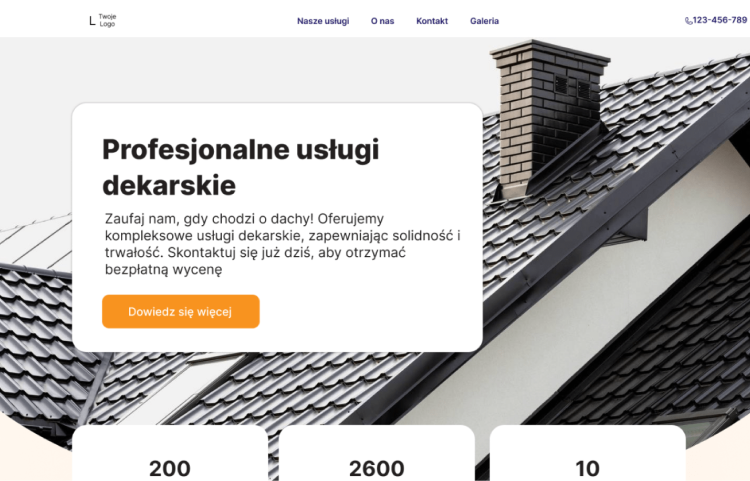 Twoje
Logo
Nasze usługi O nas Kontakt Galeria
123-456-789
Profesjonalne usługi
dekarskie
Zaufaj nam, gdy chodzi o dachy! Oferujemy
kompleksowe usługi dekarskie, zapewniając solidność i
trwałość. Skontaktuj się już dziś, aby otrzymać
bezpłatną wycenę
Dowiedz się więcej
200 2600 10